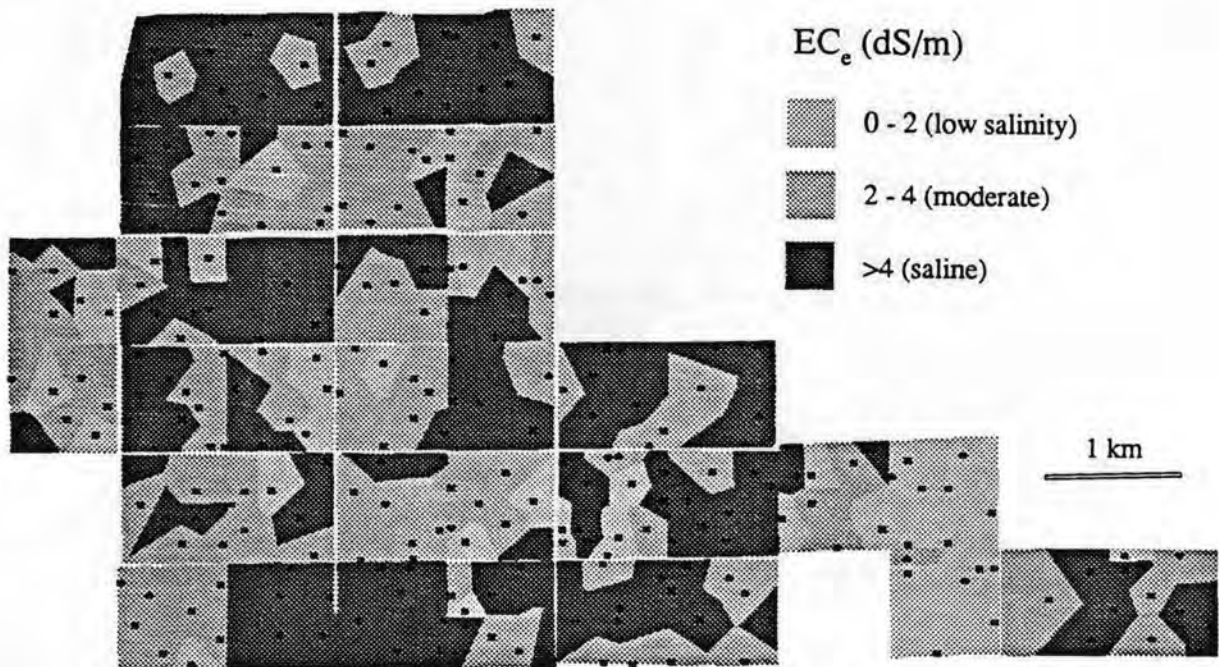 ECe (dS/m)
0 - 2 (low salinity)
2 - 4 (moderate)
>4 (saline)
1 km